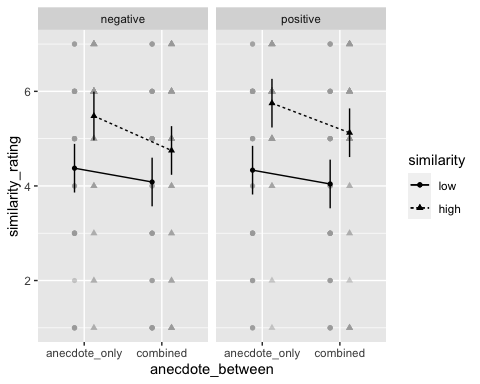 negative positive
6
4
2
similarity_rating
anecdote_only combined anecdote_only combined
anecdote_between
similarity
low
high